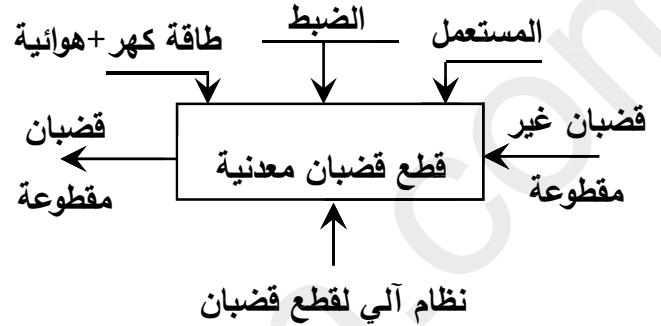 المستعمل
الضبط
طاقة كهر+هوائية
قضبان غير
مقطوعة
قطع قضبان معدنية
قضبان
مقطوعة
نظام آلي لقطع قضبان